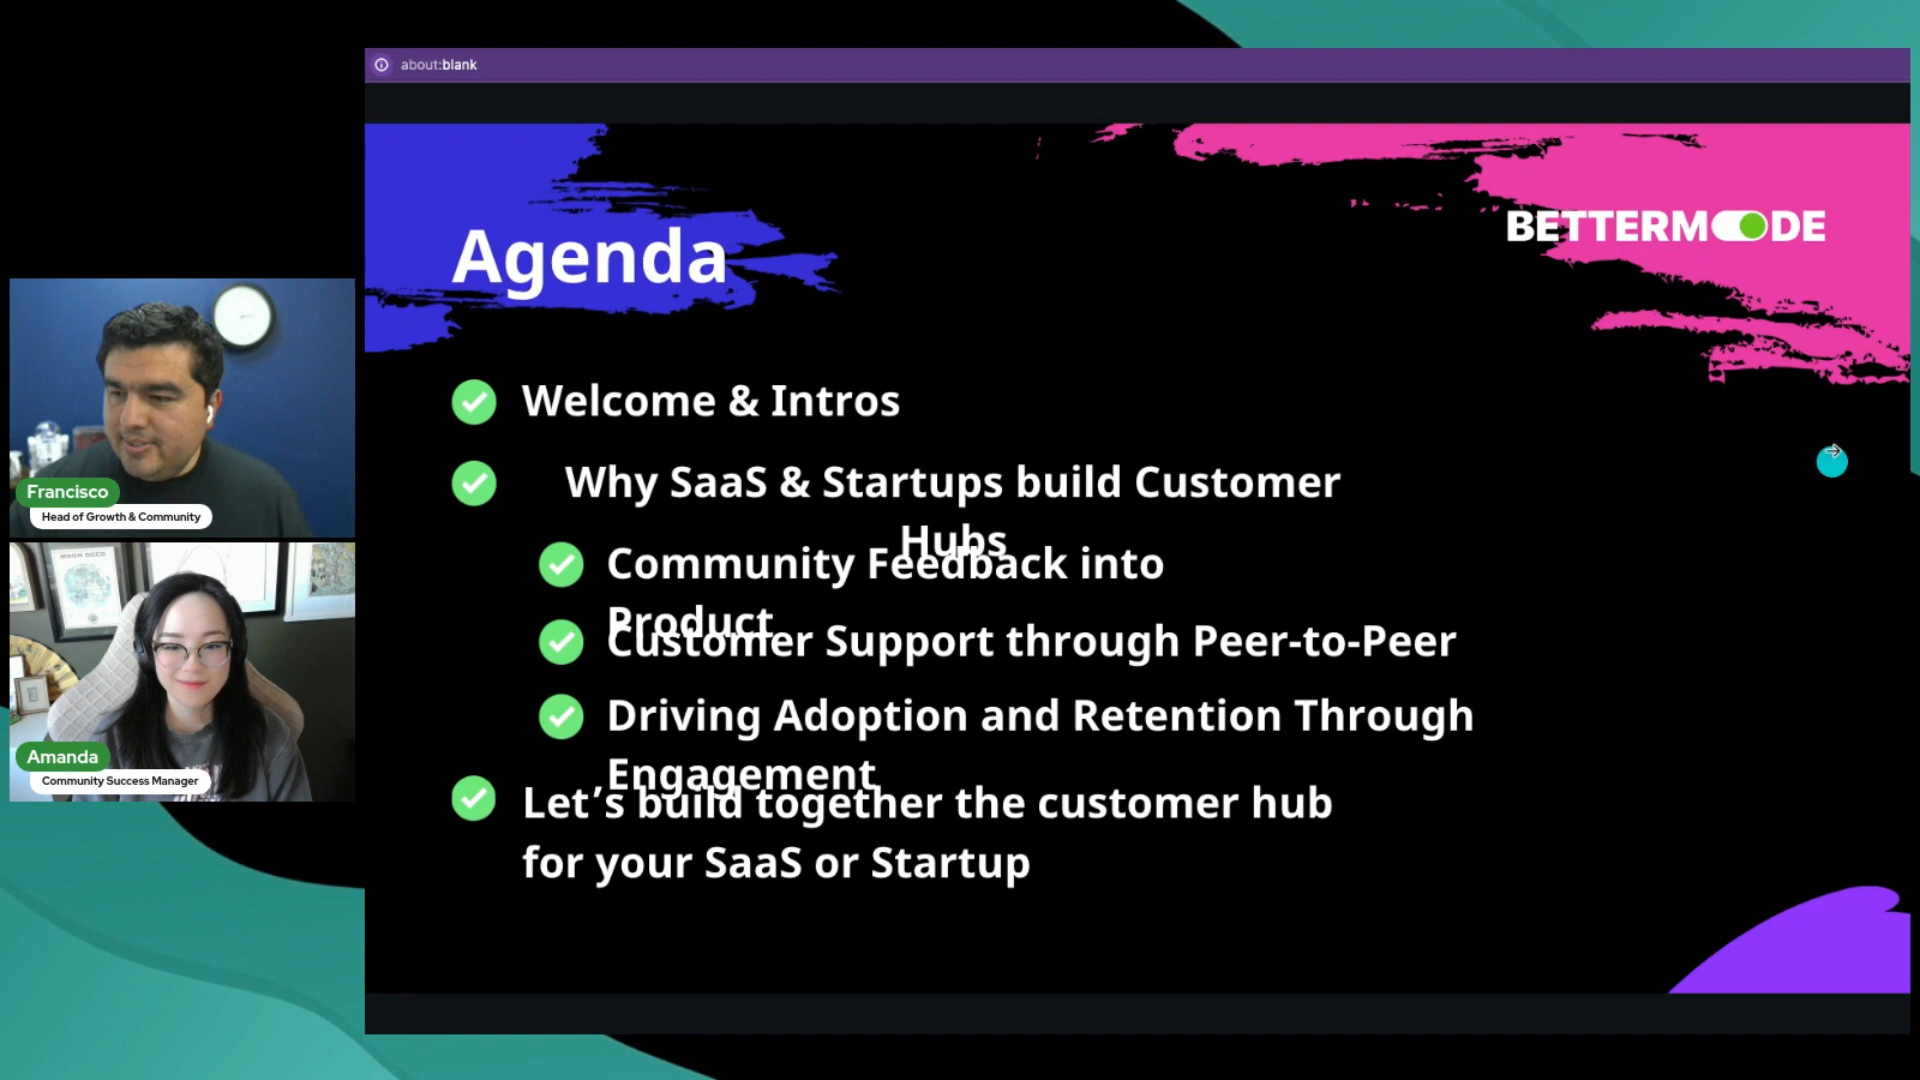 about:blank
Agenda
BETTERMODE
Welcome & Intros
Why SaaS & Startups build Customer
Hubs
Community Feedback into
Product
Customer Support through Peer-to-Peer
Driving Adoption and Retention Through
Engagement
Let’s build together the customer hub
for your SaaS or Startup
Francisco
Head of Growth & Community
MOON DEED
Amanda
Community Success Manager